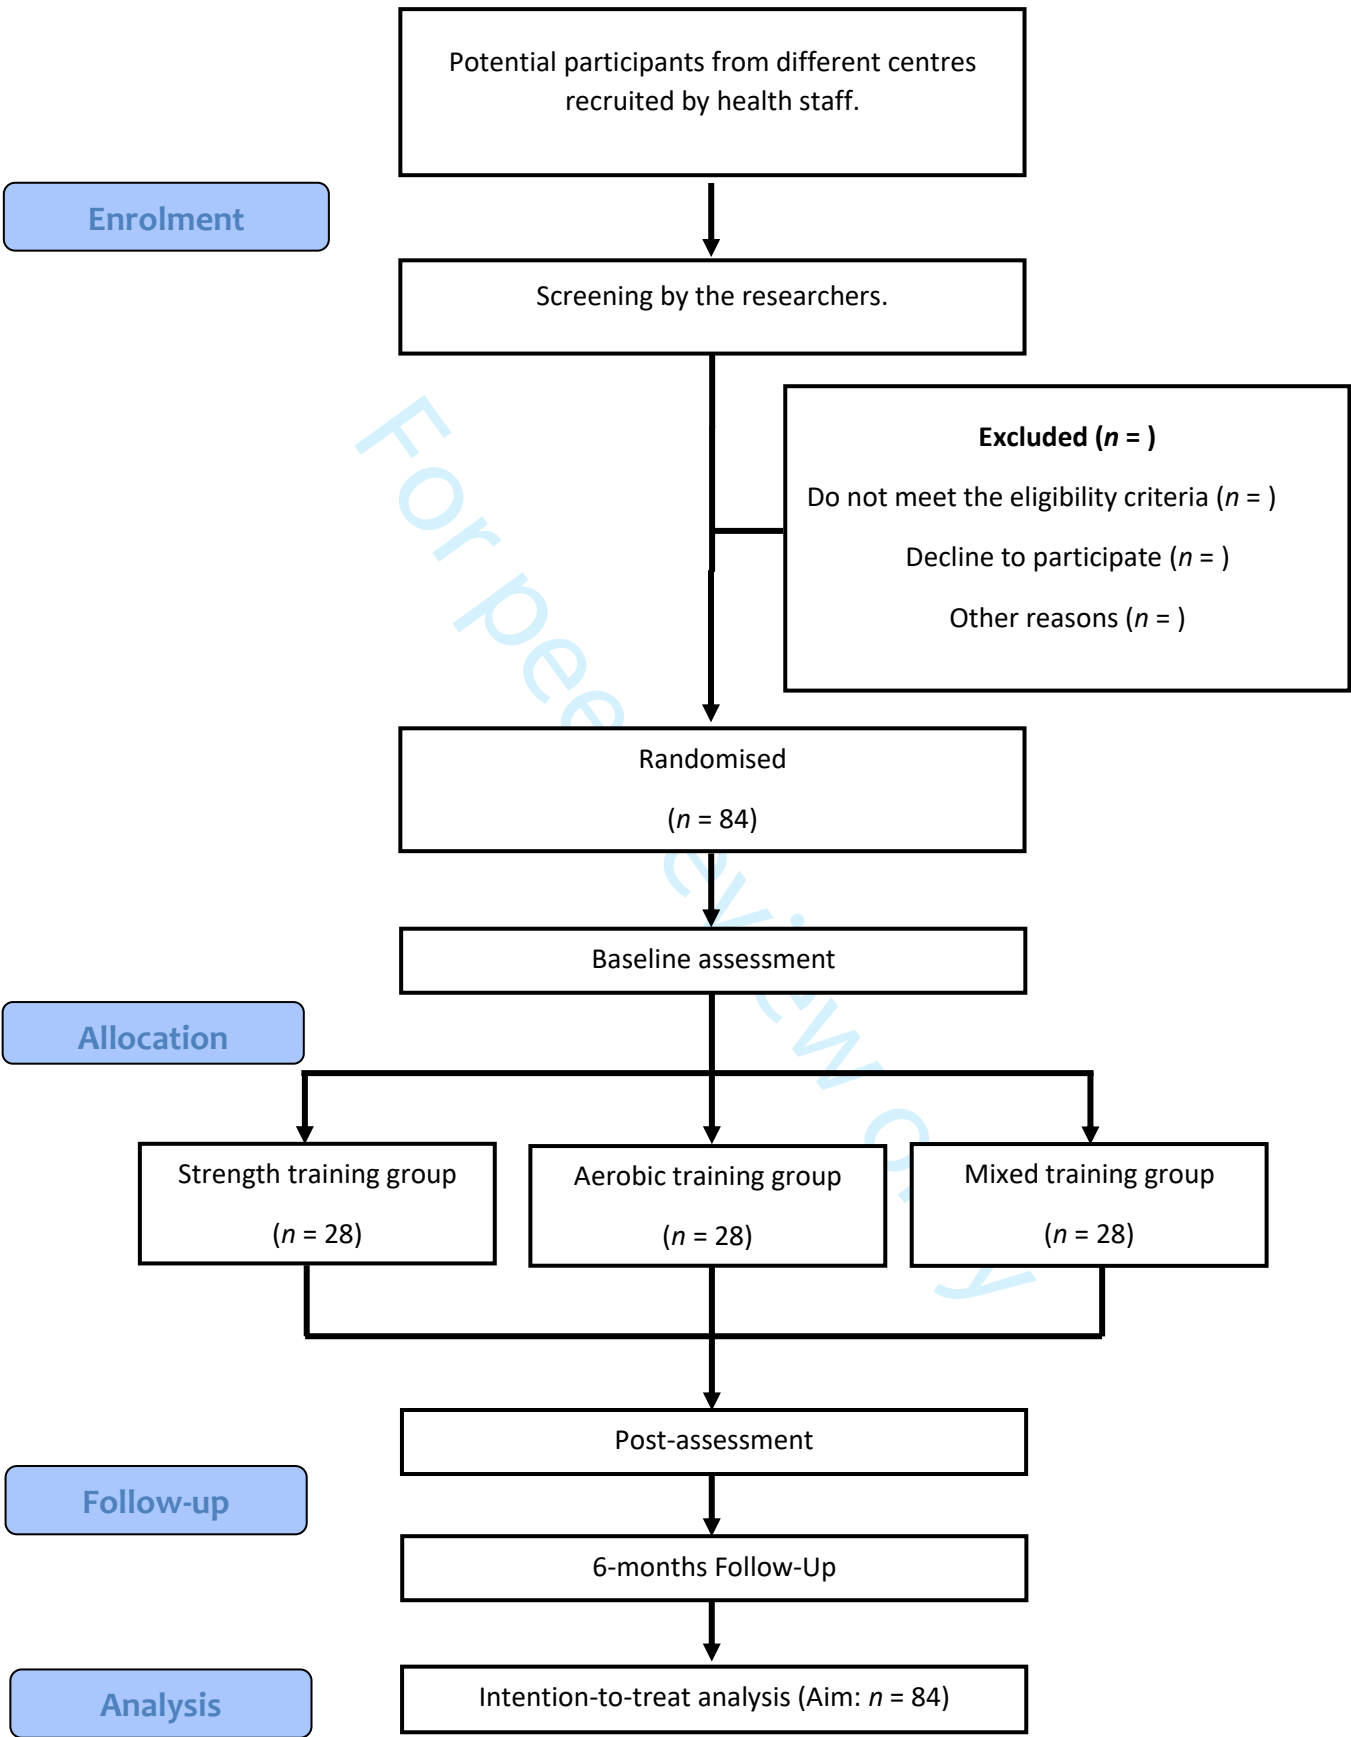 Potential participants from different centres
recruited by health staff.
Enrolment
Screening by the researchers.
Excluded (n = )
Do not meet the eligibility criteria (n = )
Decline to participate (n = )
Other reasons (n = )
Randomised
(n = 84)
Baseline assessment
Allocation
Strength training group
(n = 28)
Aerobic training group
(n = 28)
Mixed training group
(n = 28)
Post-assessment
Follow-up
6-months Follow-Up
Intention-to-treat analysis (Aim: n = 84)
Analysis
For peer review only